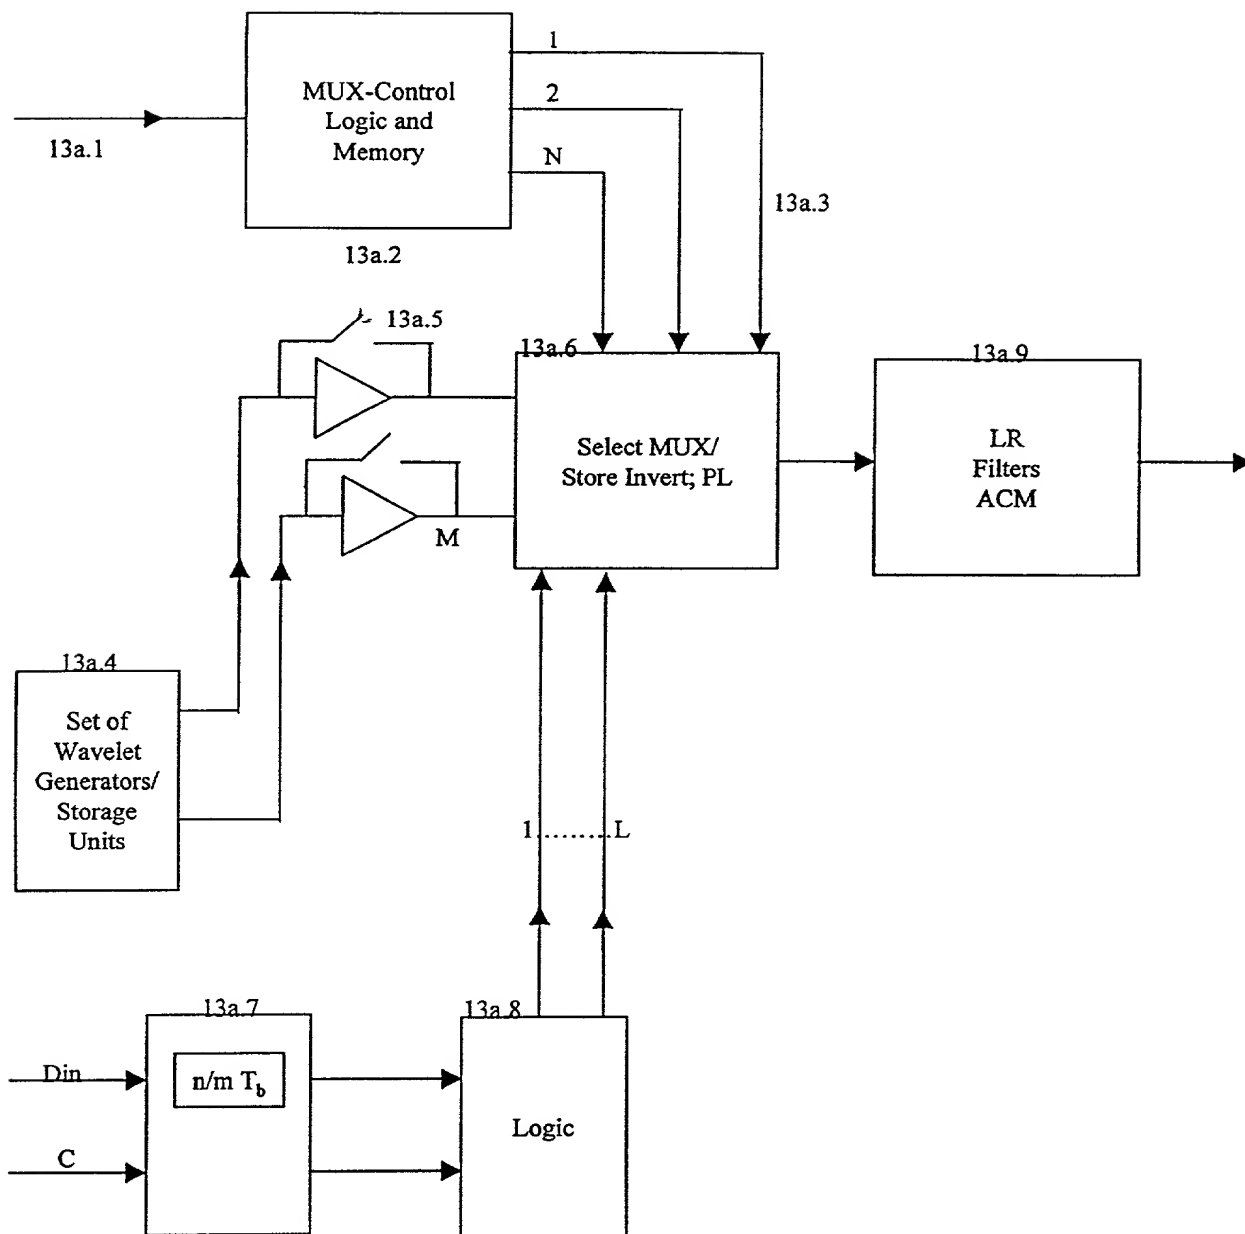 1
MUX-Control
Logic and
Memory
2
13a.1
N
13a.3
13a.2
13a.5
13a.6
13a.9
Select MUX/
Store Invert; PL
LR
Filters
ACM
M
13a.4
Set of
Wavelet
Generators/
Storage
Units
1.........L
13a.7
13a.8
Din
n/m Tb
Logic
C